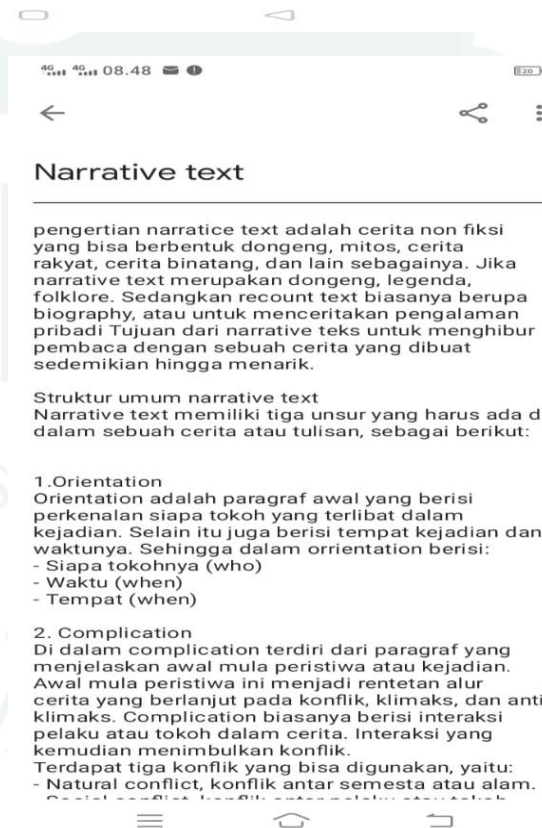 4G 4G 08.48
20
Narrative text
pengertian narratice text adalah cerita non fiksi
yang bisa berbentuk dongeng, mitos, cerita
rakyat, cerita binatang, dan lain sebagainya. Jika
narrative text merupakan dongeng, legenda,
folklore. Sedangkan recount text biasanya berupa
biography, atau untuk menceritakan pengalaman
pribadi Tujuan dari narrative teks untuk menghibur
pembaca dengan sebuah cerita yang dibuat
sedemikian hingga menarik.
Struktur umum narrative text
Narrative text memiliki tiga unsur yang harus ada d
dalam sebuah cerita atau tulisan, sebagai berikut:
1.Orientation
Orientation adalah paragraf awal yang berisi
perkenalan siapa tokoh yang terlibat dalam
kejadian. Selain itu juga berisi tempat kejadian dan
waktunya. Sehingga dalam orrientation berisi:
- Siapa tokohnya (who)
- Waktu (when)
- Tempat (when)
2. Complication
Di dalam complication terdiri dari paragraf yang
menjelaskan awal mula peristiwa atau kejadian.
Awal mula peristiwa ini menjadi rentetan alur
cerita yang berlanjut pada konflik, klimaks, dan anti
klimaks. Complication biasanya berisi interaksi
pelaku atau tokoh dalam cerita. Interaksi yang
kemudian menimbulkan konflik.
Terdapat tiga konflik yang bisa digunakan, yaitu:
- Natural conflict, konflik antar semesta atau alam.